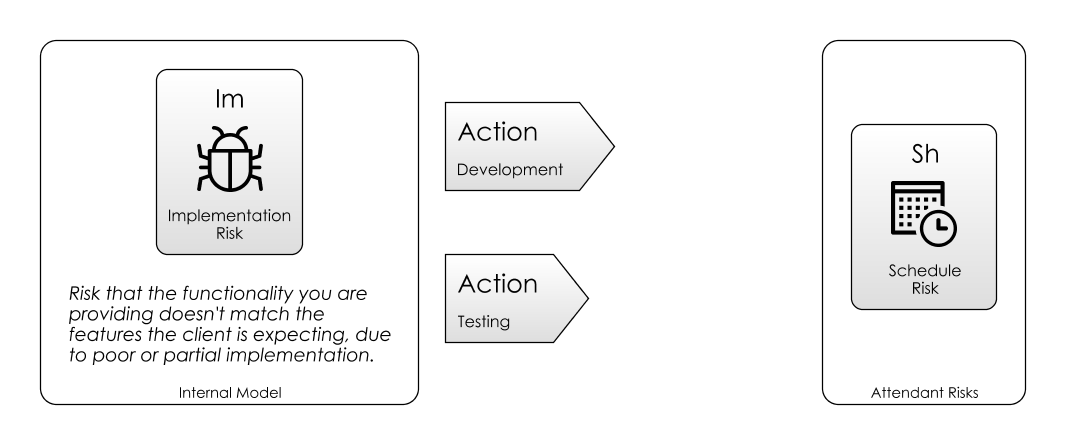 Im
Implementation
Risk
Risk that the functionality you are
providing doesn't match the
features the client is expecting, due
to poor or partial implementation.
Internal Model
Action
Development
Action
Testing
Sh
Schedule
Risk
Attendant Risks